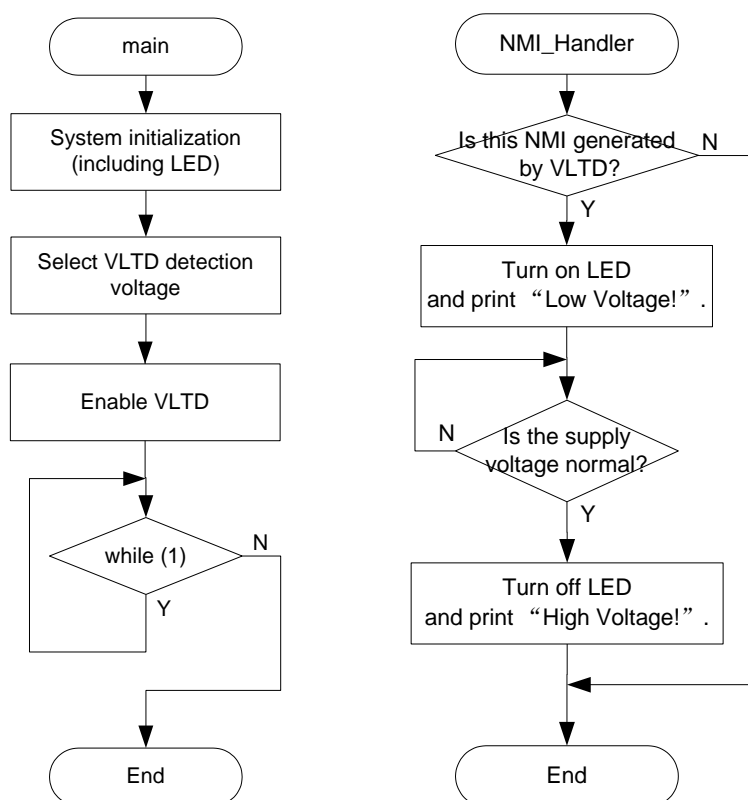 main
System initialization
(including LED)
Select VLTD detection
voltage
Enable VLTD
while (1)
N
Y
End
NMI_Handler
Is this NMI generated
by VLTD?
N
Y
Turn on LED
and print “Low Voltage!”.
N
Is the supply
voltage normal?
Y
Turn off LED
and print “High Voltage!”.
End